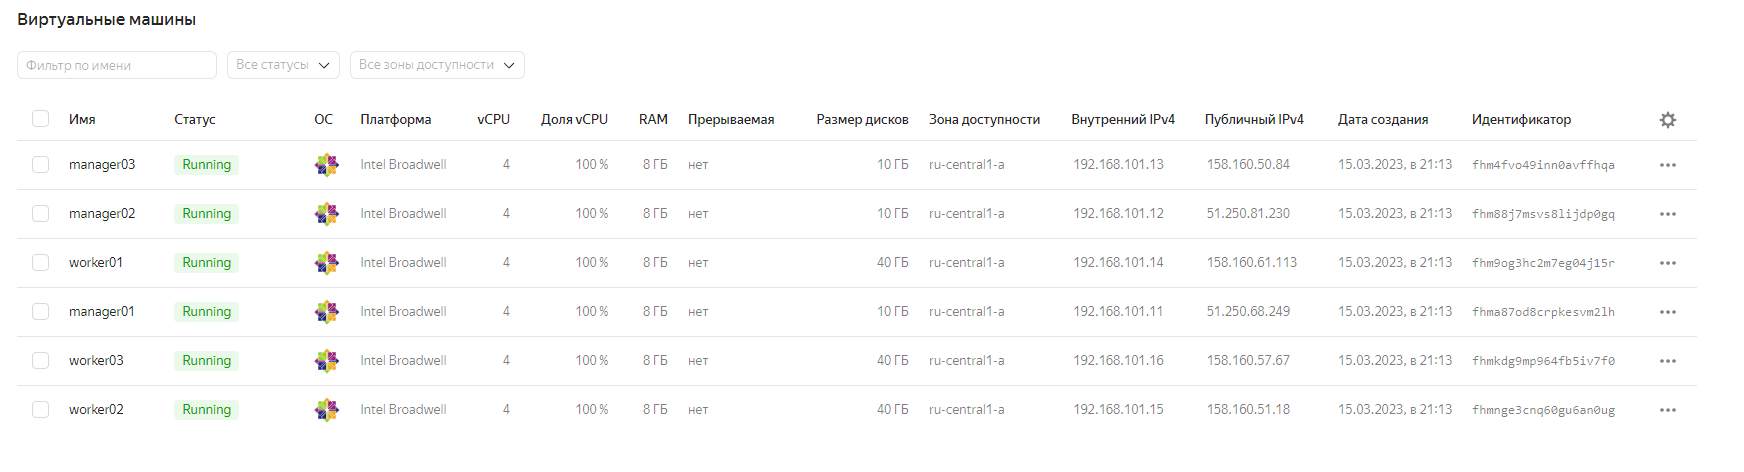 Виртуальные машины
Фильтр по имени Все статусы Все зоны доступности
Имя Статус ОС Платформа vCPU Доля vCPU RAM Прерываемая Размер дисков Зона доступности Внутренний IPv4 Публичный IPv4 Дата создания Идентификатор
manager03 Running Intel Broadwell 4 100 % 8 ГБ нет 10 ГБ ru-central1-a 192.168.101.13 158.160.50.84 15.03.2023, в 21:13 fhm4fvo49inn0avffhqa
manager02 Running Intel Broadwell 4 100 % 8 ГБ нет 10 ГБ ru-central1-a 192.168.101.12 51.250.81.230 15.03.2023, в 21:13 fhm88j7msvs8lijdp0gq
worker01 Running Intel Broadwell 4 100 % 8 ГБ нет 40 ГБ ru-central1-a 192.168.101.14 158.160.61.113 15.03.2023, в 21:13 fhm9og3hc2m7eg04j15r
manager01 Running Intel Broadwell 4 100 % 8 ГБ нет 10 ГБ ru-central1-a 192.168.101.11 51.250.68.249 15.03.2023, в 21:13 fhma87od8crpkesvm2lh
worker03 Running Intel Broadwell 4 100 % 8 ГБ нет 40 ГБ ru-central1-a 192.168.101.16 158.160.57.67 15.03.2023, в 21:13 fhmkdg9mp964fb5iv7f0
worker02 Running Intel Broadwell 4 100 % 8 ГБ нет 40 ГБ ru-central1-a 192.168.101.15 158.160.51.18 15.03.2023, в 21:13 fhmnge3cnq60gu6an0ug